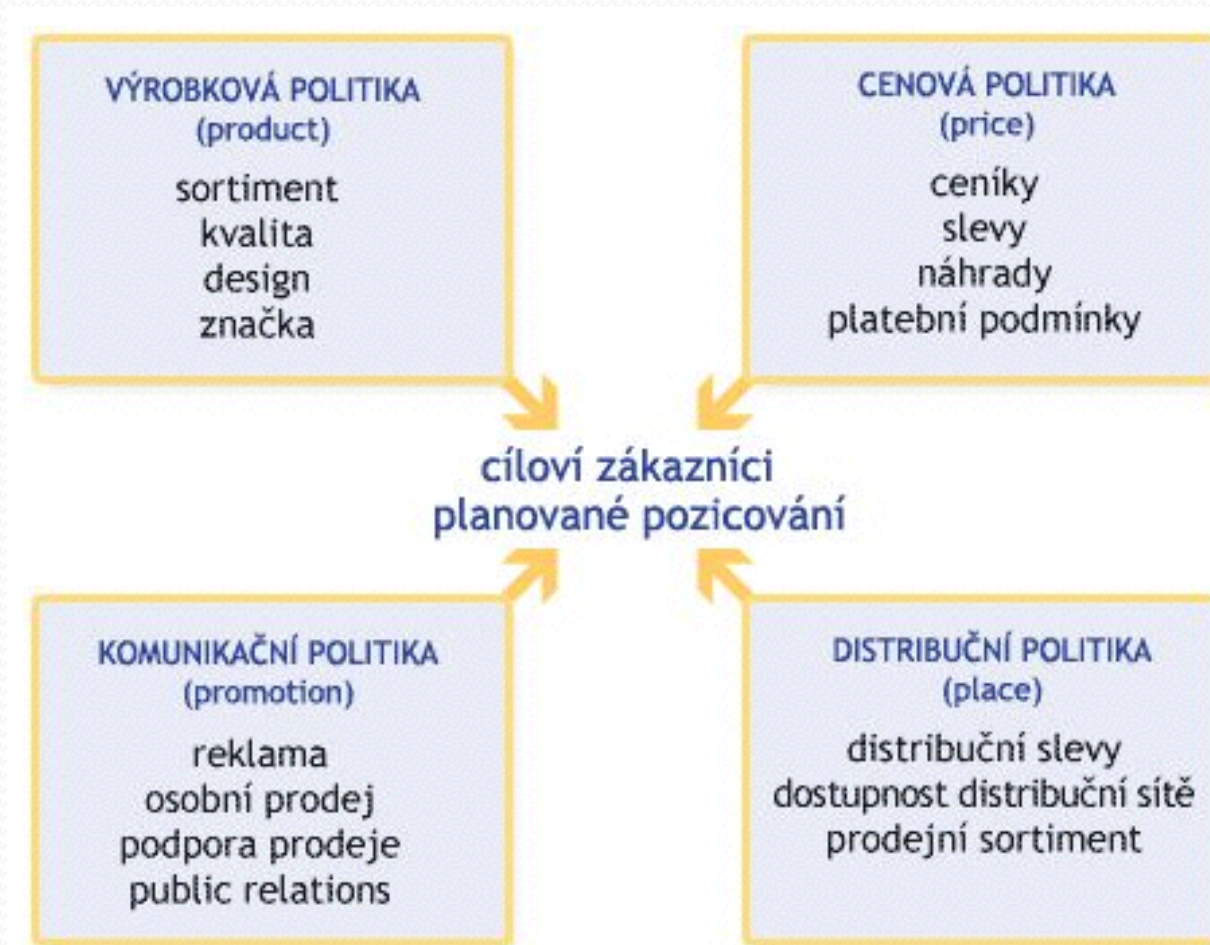 VÝROBKOVÁ POLITIKA
(product)
sortiment
kvalita
design
značka
CENOVÁ POLITIKA
(price)
ceníky
slevy
náhrady
platební podmínky
cíloví zákazníci
planované pozicování
KOMUNIKAČNÍ POLITIKA
(promotion)
reklama
osobní prodej
podpora prodeje
public relations
DISTRIBUČNÍ POLITIKA
(place)
distribuční slevy
dostupnost distribuční sítě
prodejní sortiment